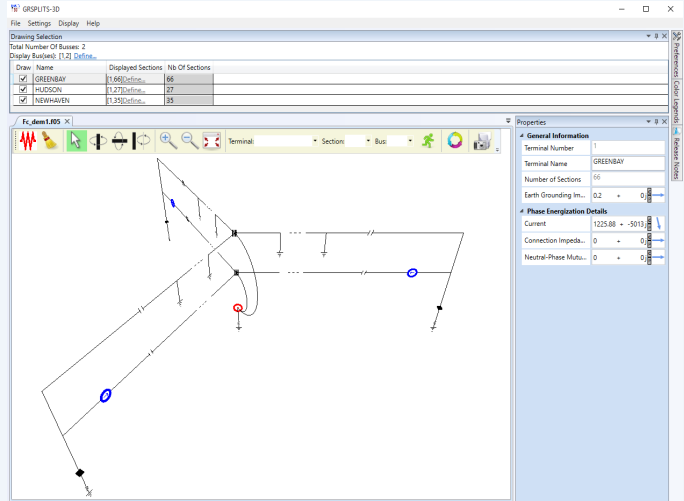 GRSPLITS-3D
File Settings Display Help
Drawing Selection
Total Number Of Busses: 2
Display Bus(ses): [1,2] Define...
Draw Name Displayed Sections Nb Of Sections
GREENBAY [1,66]Define... 66
HUDSON [1,27]Define... 27
NEWHAVEN [1,35]Define... 35
Fc_dem1.f05
Terminal: Section: Bus:
Properties
General Information
Terminal Number 1
Terminal Name GREENBAY
Number of Sections 66
Earth Grounding Im... 0.2 + 0j
Phase Energization Details
Current 1225.88 + -5013j
Connection Impeda... 0 + 0j
Neutral-Phase Mutu... 0 + 0j
Preferences
Color Legends
Release Notes